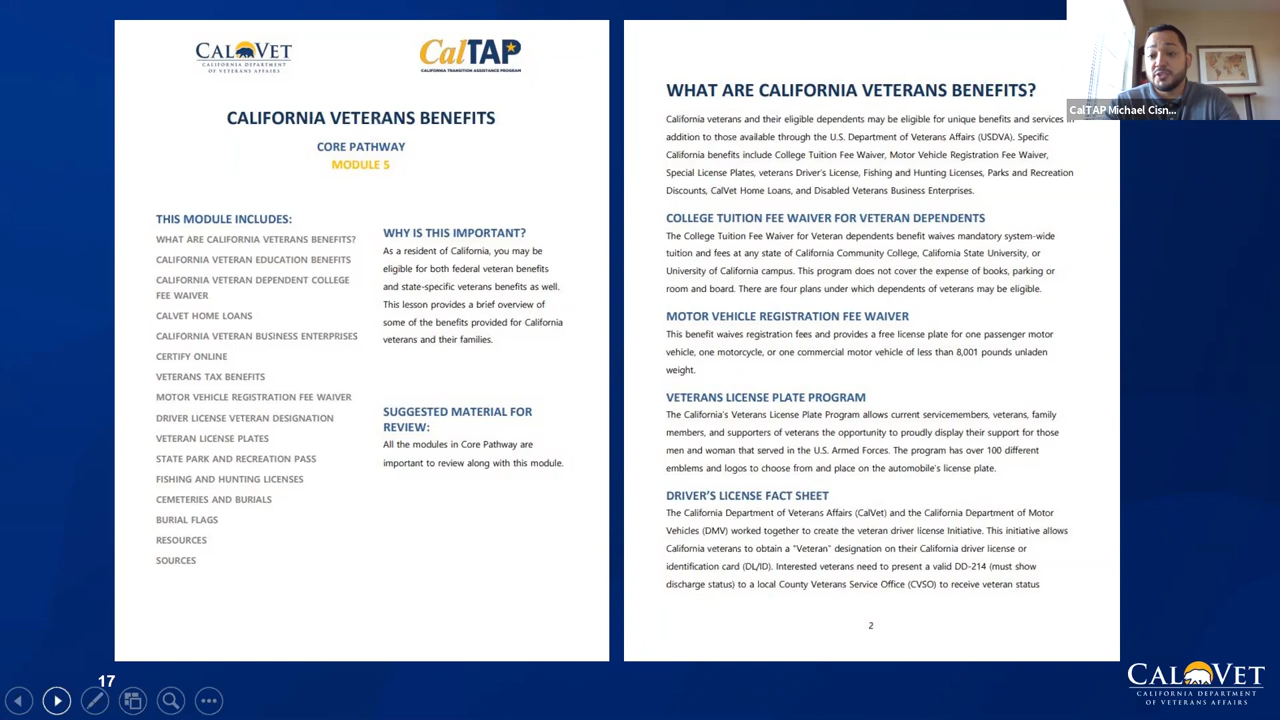 CALVET
CALIFORNIA DEPARTMENT
OF VETERANS AFFAIRS
CalTAP
CALIFORNIA TRANSITION ASSISTANCE PROGRAM
CALIFORNIA VETERANS BENEFITS
CORE PATHWAY
MODULE 5
THIS MODULE INCLUDES:
WHAT ARE CALIFORNIA VETERANS BENEFITS?
CALIFORNIA VETERAN EDUCATION BENEFITS
CALIFORNIA VETERAN DEPENDENT COLLEGE
FEE WAIVER
CALVET HOME LOANS
CALIFORNIA VETERAN BUSINESS ENTERPRISES
CERTIFY ONLINE
VETERANS TAX BENEFITS
MOTOR VEHICLE REGISTRATION FEE WAIVER
DRIVER LICENSE VETERAN DESIGNATION
VETERAN LICENSE PLATES
STATE PARK AND RECREATION PASS
FISHING AND HUNTING LICENSES
CEMETERIES AND BURIALS
BURIAL FLAGS
RESOURCES
SOURCES
WHY IS THIS IMPORTANT?
As a resident of California, you may be
eligible for both federal veteran benefits
and state-specific veterans benefits as well.
This lesson provides a brief overview of
some of the benefits provided for California
veterans and their families.
SUGGESTED MATERIAL FOR
REVIEW:
All the modules in Core Pathway are
important to review along with this module.
WHAT ARE CALIFORNIA VETERANS BENEFITS?
California veterans and their eligible dependents may be eligible for unique benefits and services in
addition to those available through the U.S. Department of Veterans Affairs (USDVA). Specific
California benefits include College Tuition Fee Waiver, Motor Vehicle Registration Fee Waiver,
Special License Plates, veterans Driver's License, Fishing and Hunting Licenses, Parks and Recreation
Discounts, CalVet Home Loans, and Disabled Veterans Business Enterprises.
COLLEGE TUITION FEE WAIVER FOR VETERAN DEPENDENTS
The College Tuition Fee Waiver for Veteran dependents benefit waives mandatory system-wide
tuition and fees at any state of California Community College, California State University, or
University of California campus. This program does not cover the expense of books, parking or
room and board. There are four plans under which dependents of veterans may be eligible.
MOTOR VEHICLE REGISTRATION FEE WAIVER
This benefit waives registration fees and provides a free license plate for one passenger motor
vehicle, one motorcycle, or one commercial motor vehicle of less than 8,001 pounds unladen
weight.
VETERANS LICENSE PLATE PROGRAM
The California's Veterans License Plate Program allows current servicemembers, veterans, family
members, and supporters of veterans the opportunity to proudly display their support for those
men and woman that served in the U.S. Armed Forces. The program has over 100 different
emblems and logos to choose from and place on the automobile's license plate.
DRIVER'S LICENSE FACT SHEET
The California Department of Veterans Affairs (CalVet) and the California Department of Motor
Vehicles (DMV) worked together to create the veteran driver license Initiative. This initiative allows
California veterans to obtain a "Veteran" designation on their California driver license or
identification card (DL/ID). Interested veterans need to present a valid DD-214 (must show
discharge status) to a local County Veterans Service Office (CVSO) to receive veteran status
2
CalTAP Michael Cisn...
17
CALVET
CALIFORNIA DEPARTMENT
OF VETERANS AFFAIRS